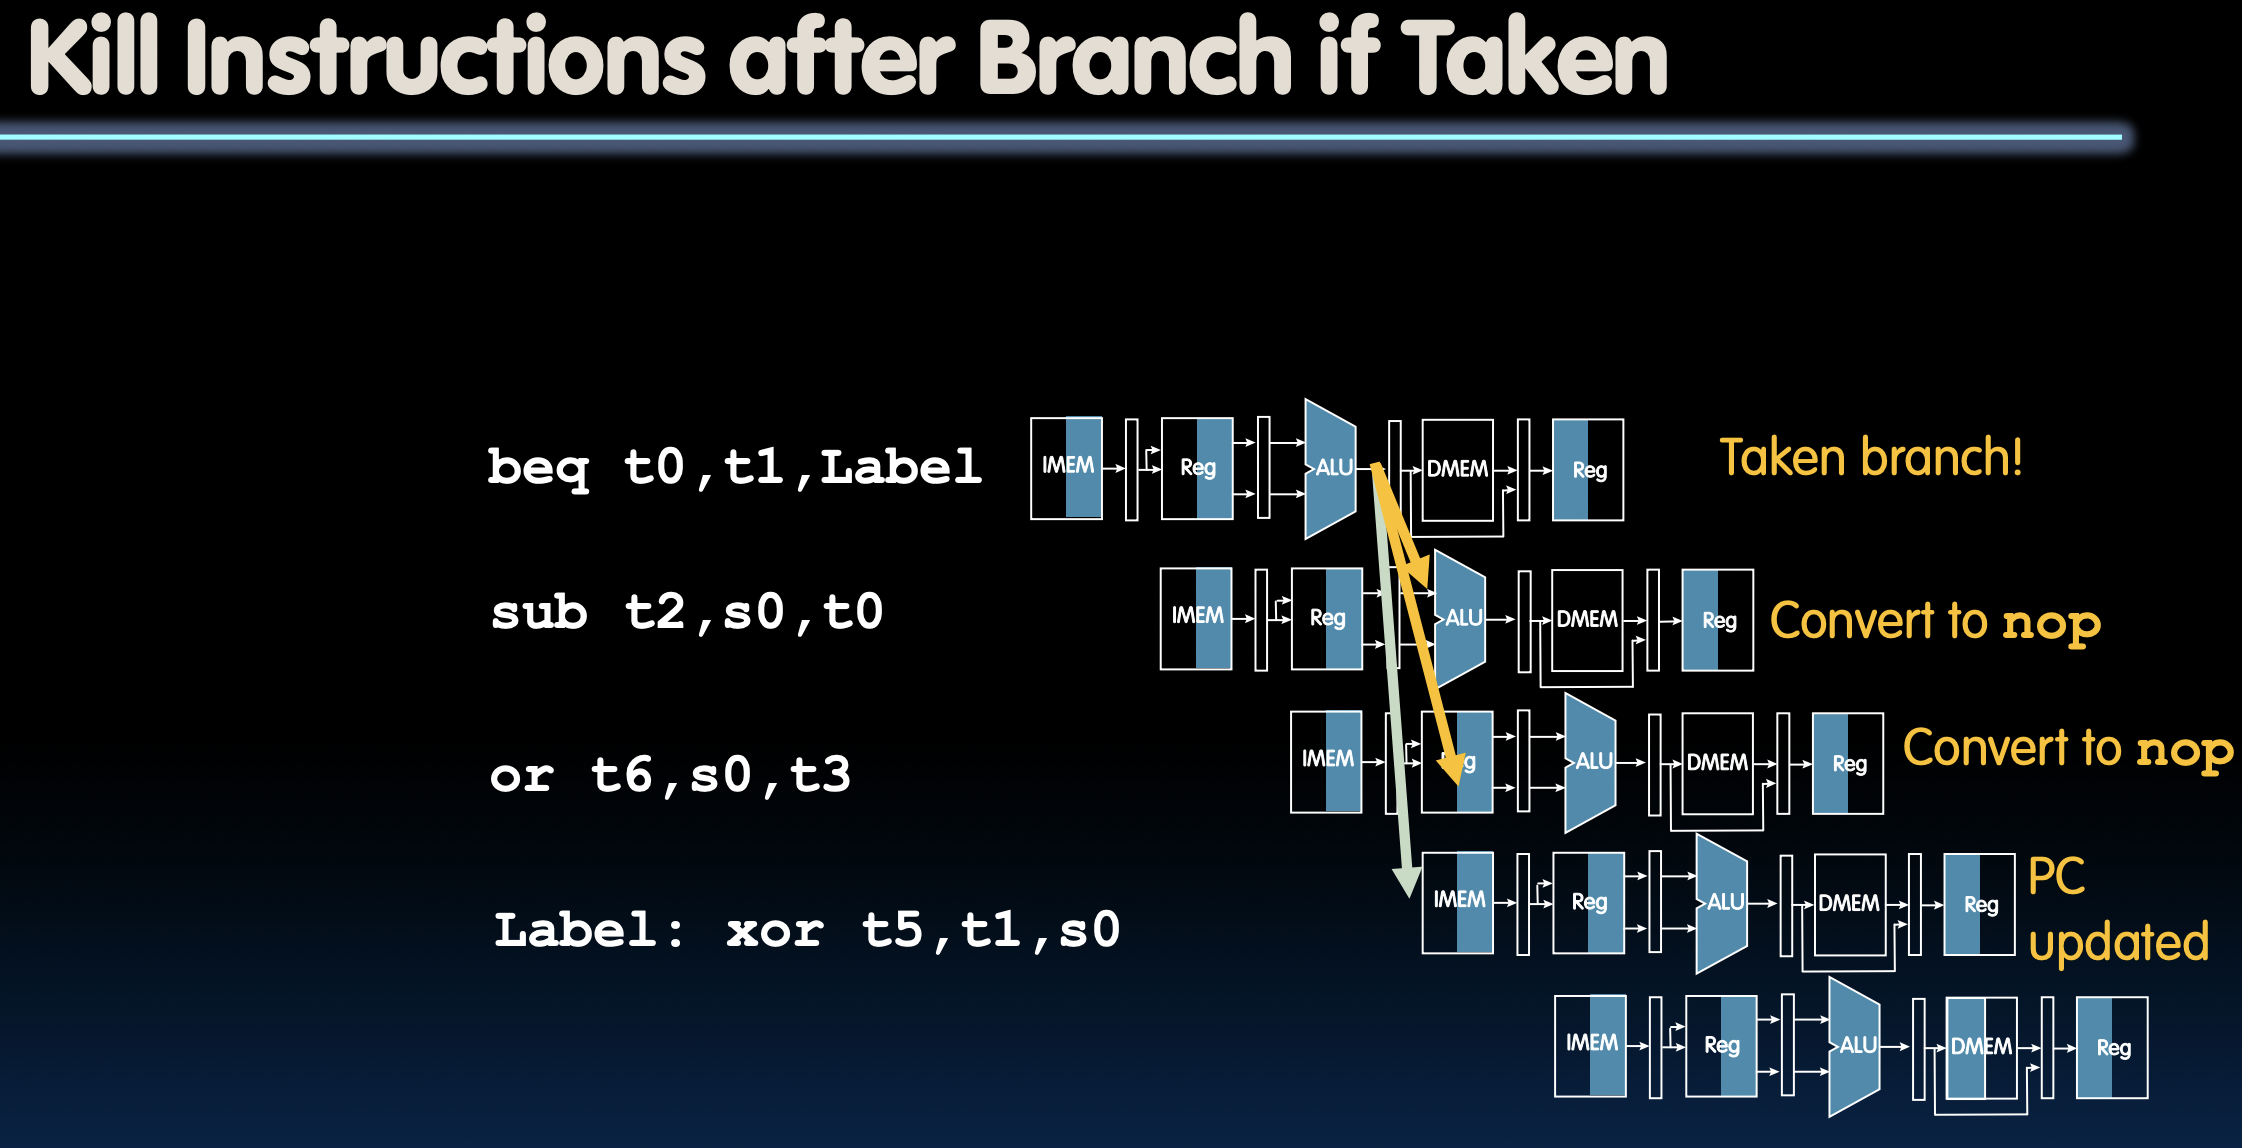 Kill Instructions after Branch if Taken
beq t0,t1,Label
IMEM Reg ALU DMEM Reg
Taken branch!
sub t2,s0,t0
IMEM Reg ALU DMEM Reg
Convert to nop
or t6,s0,t3
IMEM Reg ALU DMEM Reg
Convert to nop
Label: xor t5,t1,s0
IMEM Reg ALU DMEM Reg
PC
updated
IMEM Reg ALU DMEM Reg